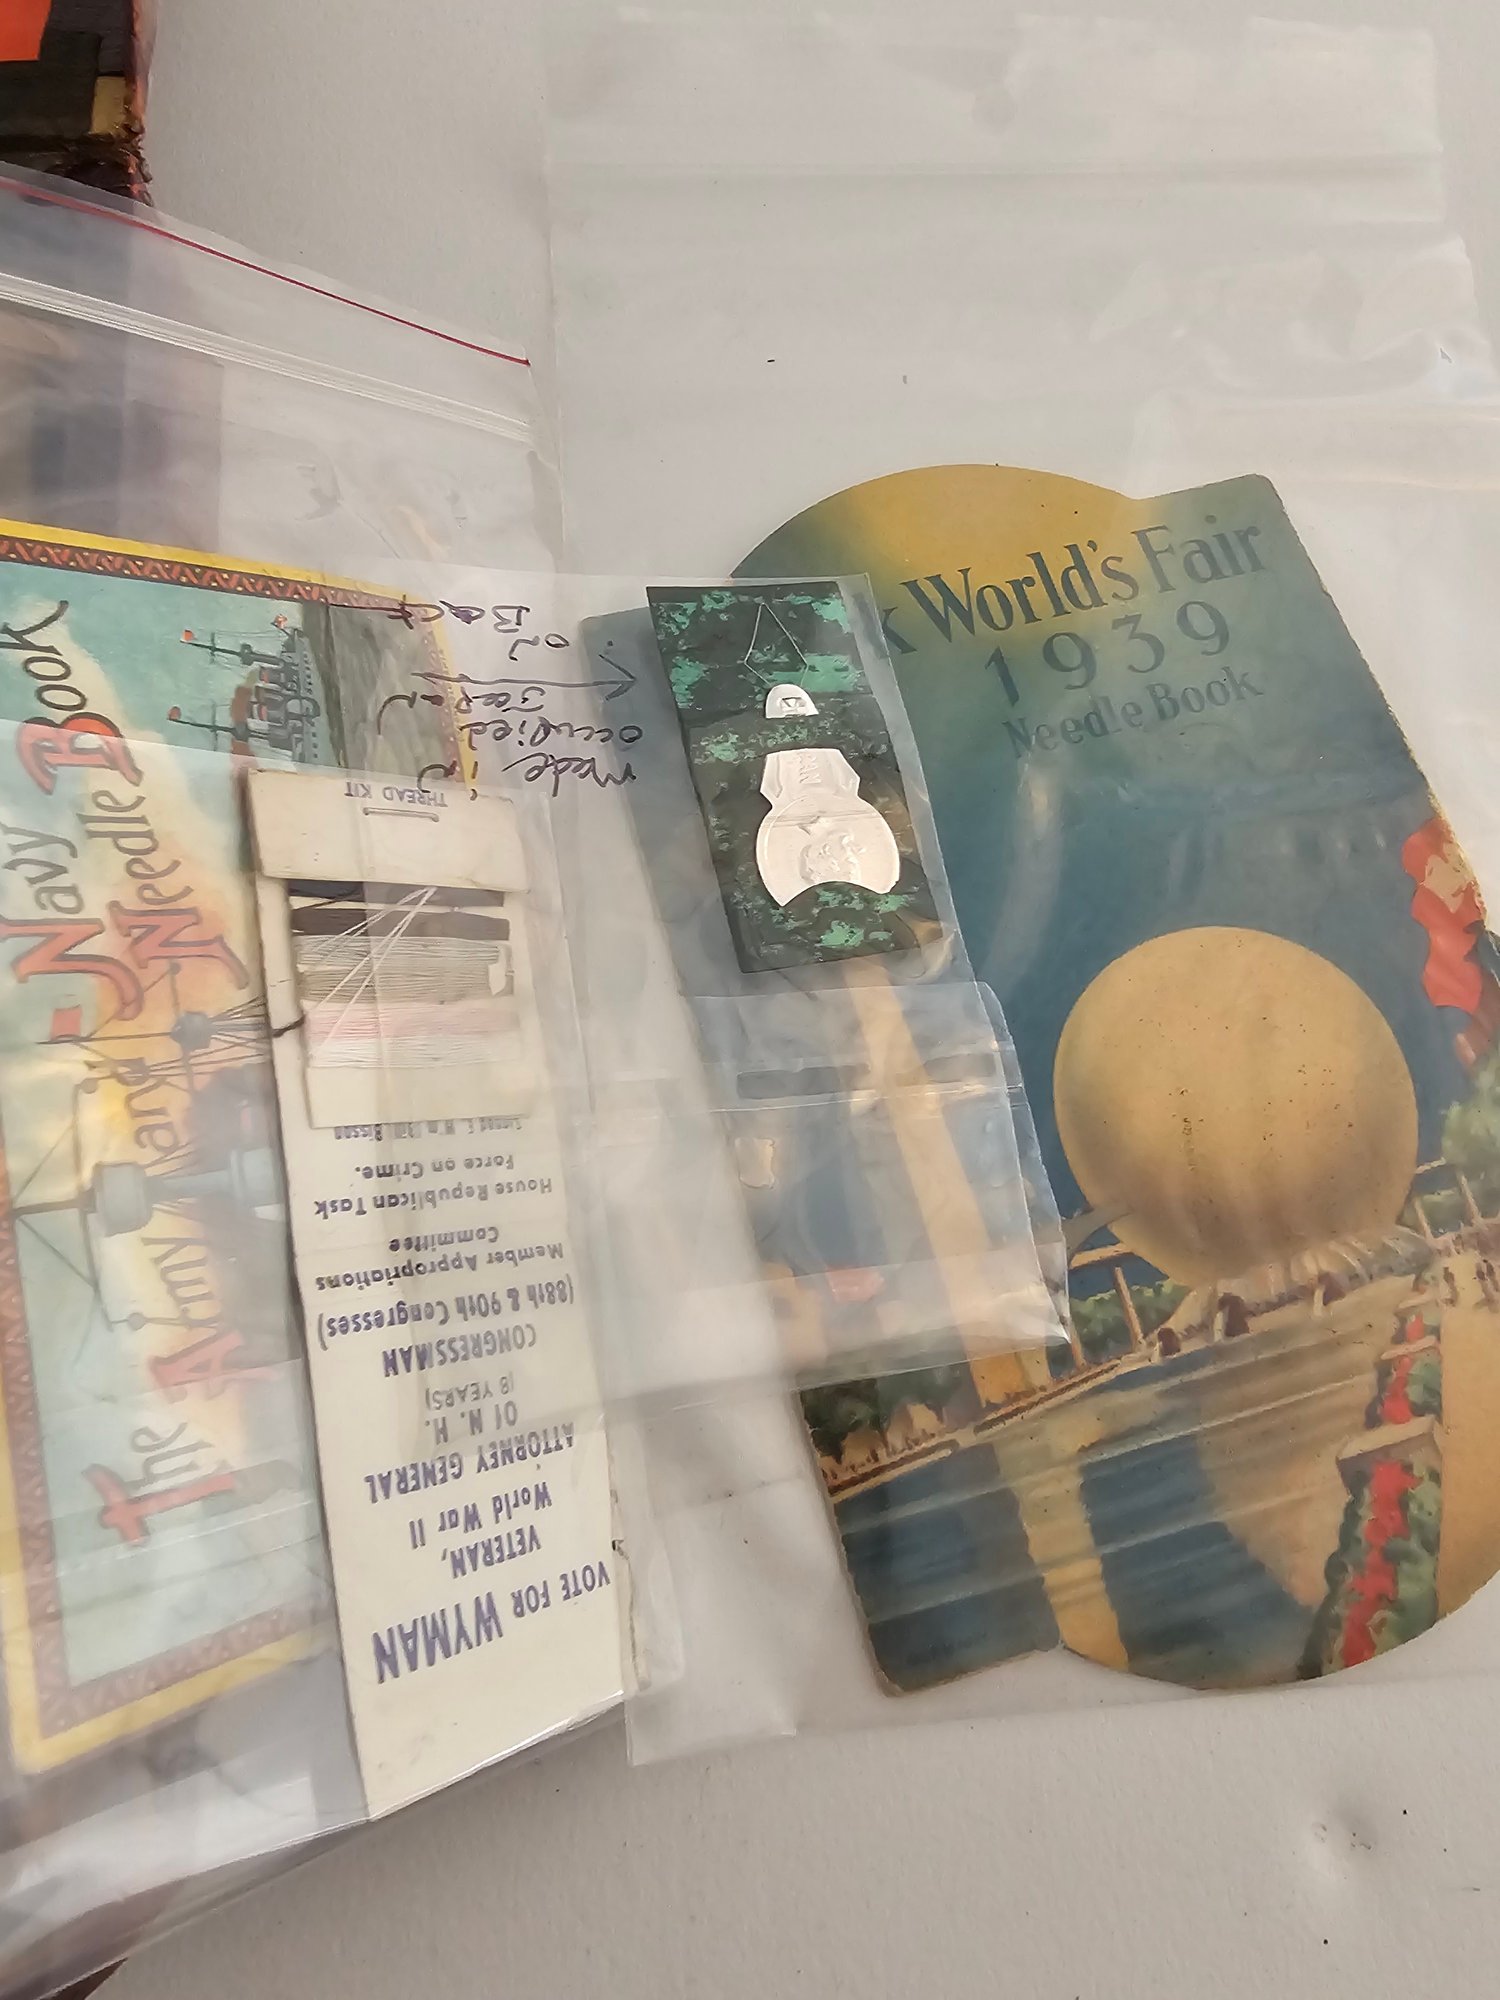 k World's Fair
1939
Needle Book
The Army and Navy
Needle Book
made in
occupied
Japan
on
Back
VOTE FOR WYMAN
VETERAN,
World War II
ATTORNEY GENERAL
Of N. H.
(8 YEARS)
CONGRESSMAN
(88th & 90th Congresses)
Member Appropriations
Committee
House Republican Task
Force on Crime.
THREAD KIT